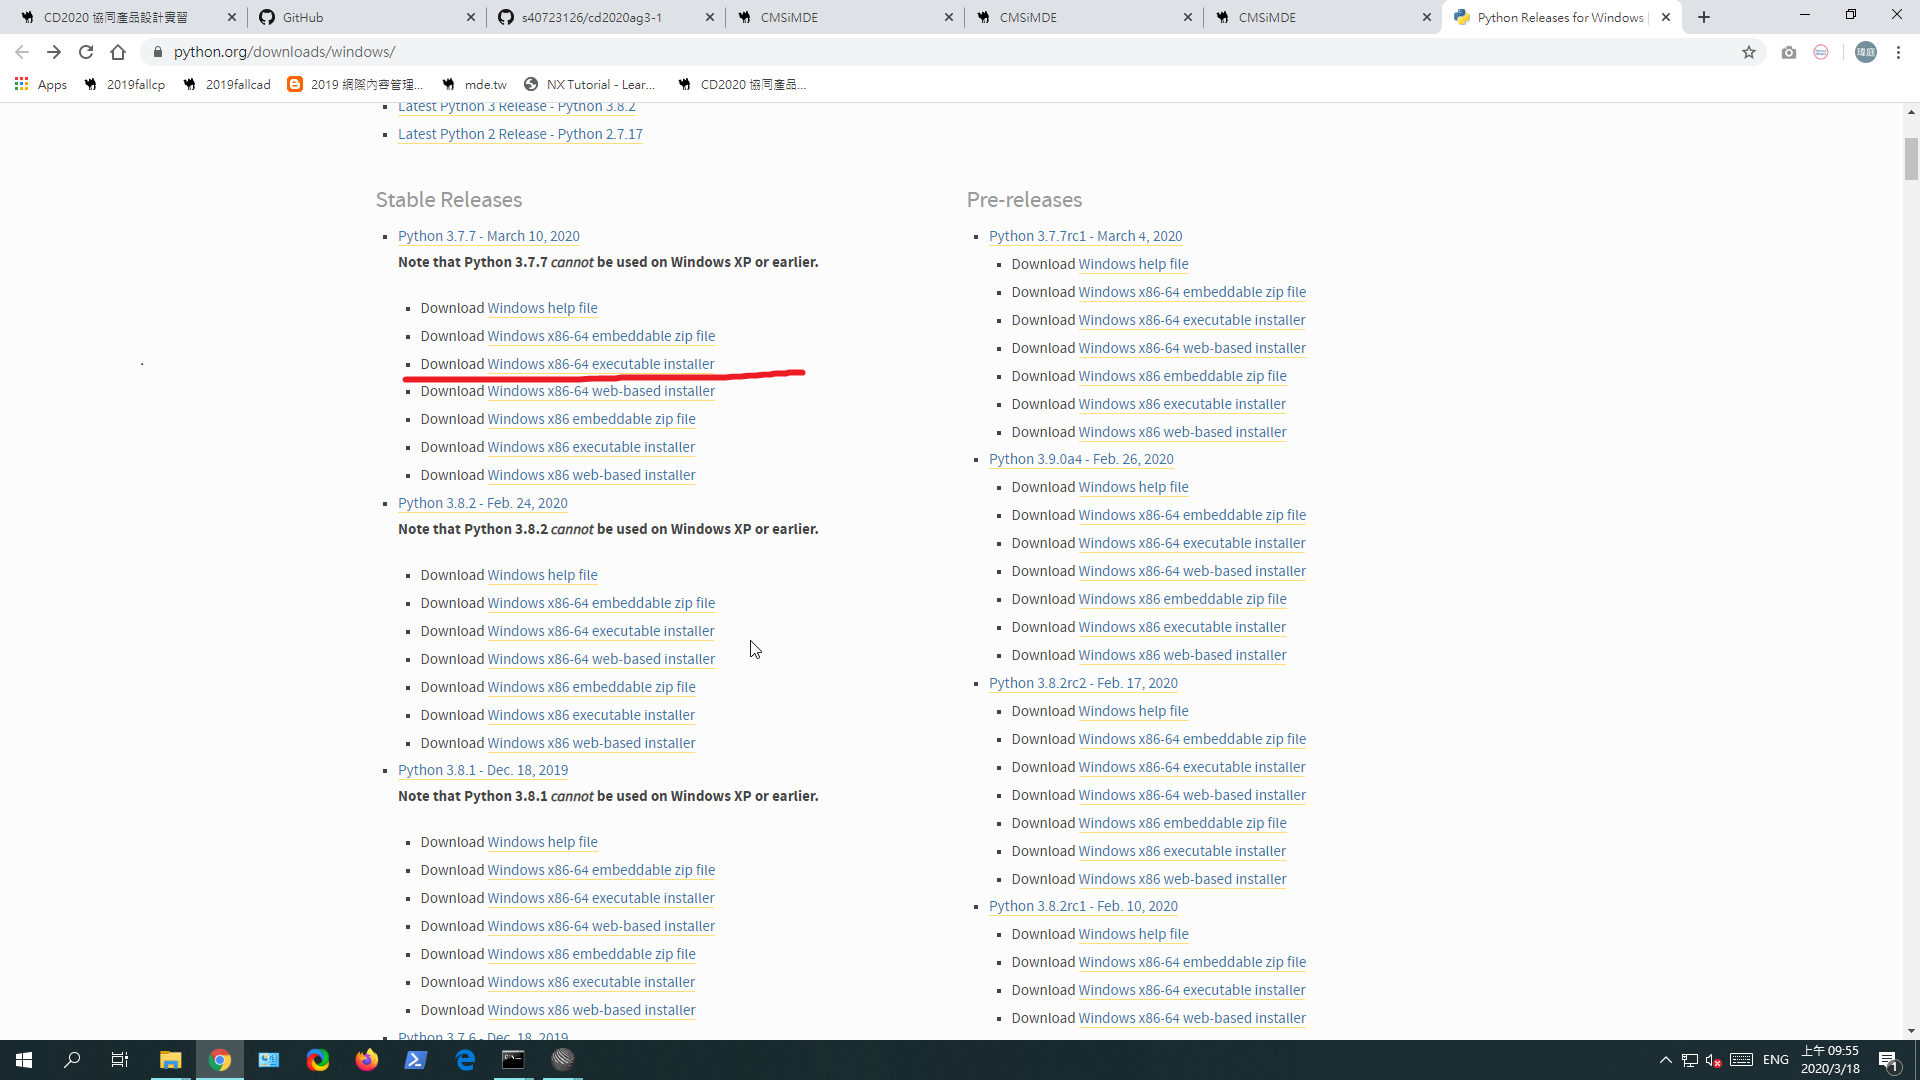 CD2020 協同產品設計實習
GitHub
s40723126/cd2020ag3-1
CMSiMDE
CMSiMDE
CMSiMDE
Python Releases for Windows
python.org/downloads/windows/
瑋庭
Apps
2019fallcp
2019fallcad
2019 網際內容管理...
mde.tw
NX Tutorial - Lear...
CD2020 協同產品...
Latest Python 3 Release - Python 3.8.2
Latest Python 2 Release - Python 2.7.17
Stable Releases
Python 3.7.7 - March 10, 2020
Note that Python 3.7.7 cannot be used on Windows XP or earlier.
Download Windows help file
Download Windows x86-64 embeddable zip file
Download Windows x86-64 executable installer
Download Windows x86-64 web-based installer
Download Windows x86 embeddable zip file
Download Windows x86 executable installer
Download Windows x86 web-based installer
Python 3.8.2 - Feb. 24, 2020
Note that Python 3.8.2 cannot be used on Windows XP or earlier.
Download Windows help file
Download Windows x86-64 embeddable zip file
Download Windows x86-64 executable installer
Download Windows x86-64 web-based installer
Download Windows x86 embeddable zip file
Download Windows x86 executable installer
Download Windows x86 web-based installer
Python 3.8.1 - Dec. 18, 2019
Note that Python 3.8.1 cannot be used on Windows XP or earlier.
Download Windows help file
Download Windows x86-64 embeddable zip file
Download Windows x86-64 executable installer
Download Windows x86-64 web-based installer
Download Windows x86 embeddable zip file
Download Windows x86 executable installer
Download Windows x86 web-based installer
Python 3.7.6 - Dec. 18, 2019
Pre-releases
Python 3.7.7rc1 - March 4, 2020
Download Windows help file
Download Windows x86-64 embeddable zip file
Download Windows x86-64 executable installer
Download Windows x86-64 web-based installer
Download Windows x86 embeddable zip file
Download Windows x86 executable installer
Download Windows x86 web-based installer
Python 3.9.0a4 - Feb. 26, 2020
Download Windows help file
Download Windows x86-64 embeddable zip file
Download Windows x86-64 executable installer
Download Windows x86-64 web-based installer
Download Windows x86 embeddable zip file
Download Windows x86 executable installer
Download Windows x86 web-based installer
Python 3.8.2rc2 - Feb. 17, 2020
Download Windows help file
Download Windows x86-64 embeddable zip file
Download Windows x86-64 executable installer
Download Windows x86-64 web-based installer
Download Windows x86 embeddable zip file
Download Windows x86 executable installer
Download Windows x86 web-based installer
Python 3.8.2rc1 - Feb. 10, 2020
Download Windows help file
Download Windows x86-64 embeddable zip file
Download Windows x86-64 executable installer
Download Windows x86-64 web-based installer
ENG
上午 09:55
2020/3/18
1